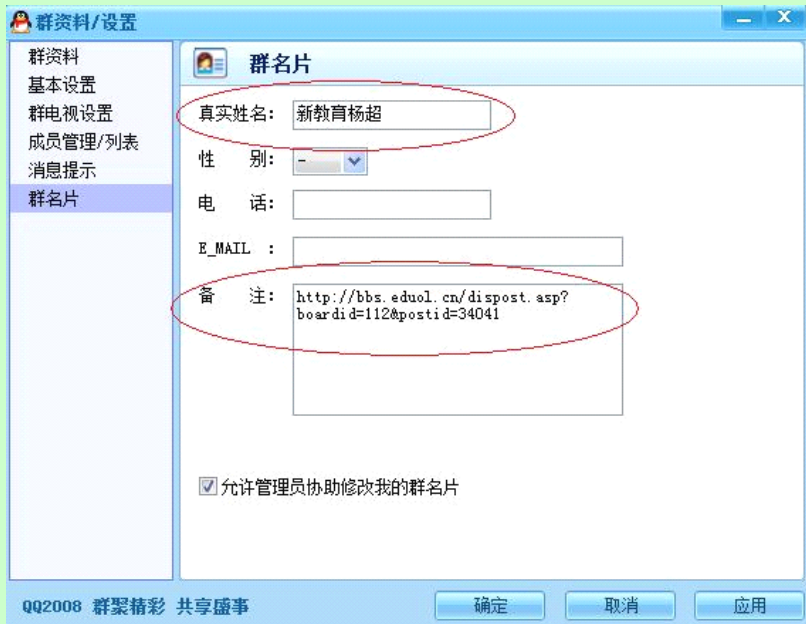 群资料/设置
群资料
基本设置
群电视设置
成员管理/列表
消息提示
群名片
群名片
真实姓名: 新教育杨超
性 别: -
电 话:
E_MAIL :
备 注: http://bbs.eduol.cn/dispost.asp?
boardid=112&postid=34041
允许管理员协助修改我的群名片
QQ2008 群聚精彩 共享盛事
确定 取消 应用